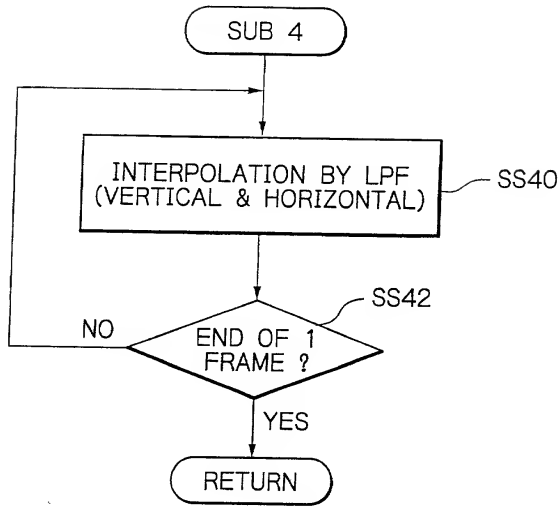 SUB 4
INTERPOLATION BY LPF
(VERTICAL & HORIZONTAL)
SS40
SS42
NO
END OF 1
FRAME ?
YES
RETURN